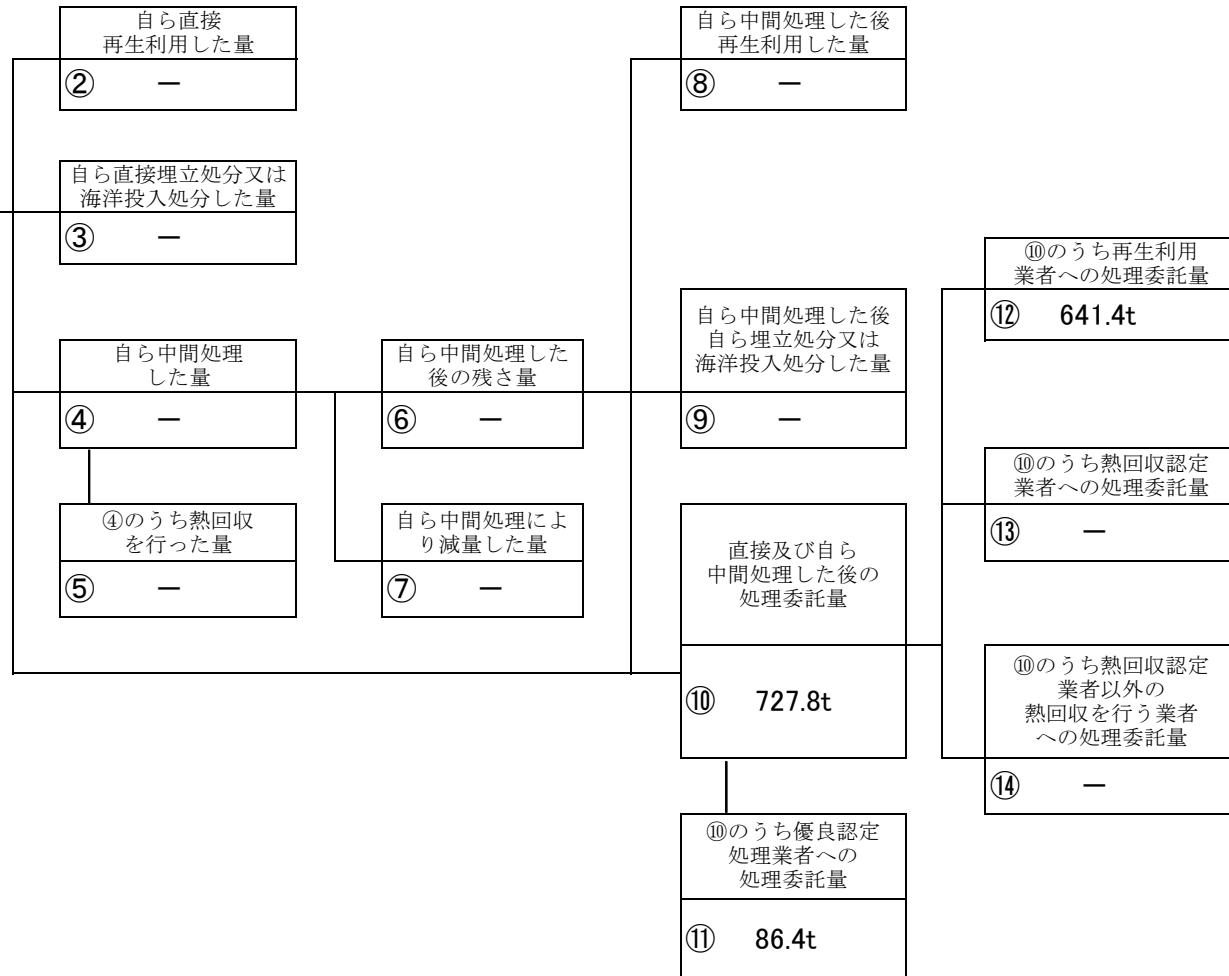 自ら直接
再生利用した量
② ー
自ら直接埋立処分又は
海洋投入処分した量
③ ー
自ら中間処理
した量
④ ー
④のうち熱回収
を行った量
⑤ ー
自ら中間処理した
後の残さ量
⑥ ー
自ら中間処理によ
り減量した量
⑦ ー
自ら中間処理した後
再生利用した量
⑧ ー
自ら中間処理した後
自ら埋立処分又は
海洋投入処分した量
⑨ ー
直接及び自ら
中間処理した後の
処理委託量
⑩ 727.8t
⑩のうち優良認定
処理業者への
処理委託量
⑪ 86.4t
⑩のうち再生利用
業者への処理委託量
⑫ 641.4t
⑩のうち熱回収認定
業者への処理委託量
⑬ ー
⑩のうち熱回収認定
業者以外の
熱回収を行う業者
への処理委託量
⑭ ー